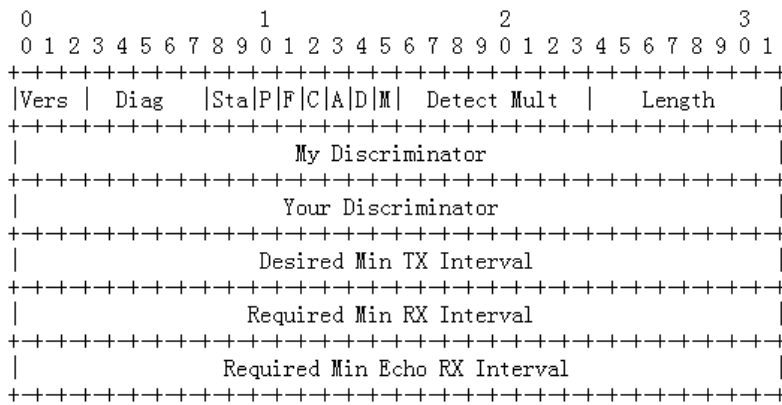 0                   1                   2                   3
 0 1 2 3 4 5 6 7 8 9 0 1 2 3 4 5 6 7 8 9 0 1 2 3 4 5 6 7 8 9 0 1
+-+-+-+-+-+-+-+-+-+-+-+-+-+-+-+-+-+-+-+-+-+-+-+-+-+-+-+-+-+-+-+-+
|Vers |  Diag   |Sta|P|F|C|A|D|M|  Detect Mult  |    Length     |
+-+-+-+-+-+-+-+-+-+-+-+-+-+-+-+-+-+-+-+-+-+-+-+-+-+-+-+-+-+-+-+-+
|                       My Discriminator                        |
+-+-+-+-+-+-+-+-+-+-+-+-+-+-+-+-+-+-+-+-+-+-+-+-+-+-+-+-+-+-+-+-+
|                      Your Discriminator                       |
+-+-+-+-+-+-+-+-+-+-+-+-+-+-+-+-+-+-+-+-+-+-+-+-+-+-+-+-+-+-+-+-+
|                    Desired Min TX Interval                    |
+-+-+-+-+-+-+-+-+-+-+-+-+-+-+-+-+-+-+-+-+-+-+-+-+-+-+-+-+-+-+-+-+
|                   Required Min RX Interval                    |
+-+-+-+-+-+-+-+-+-+-+-+-+-+-+-+-+-+-+-+-+-+-+-+-+-+-+-+-+-+-+-+-+
|                 Required Min Echo RX Interval                 |
+-+-+-+-+-+-+-+-+-+-+-+-+-+-+-+-+-+-+-+-+-+-+-+-+-+-+-+-+-+-+-+-+